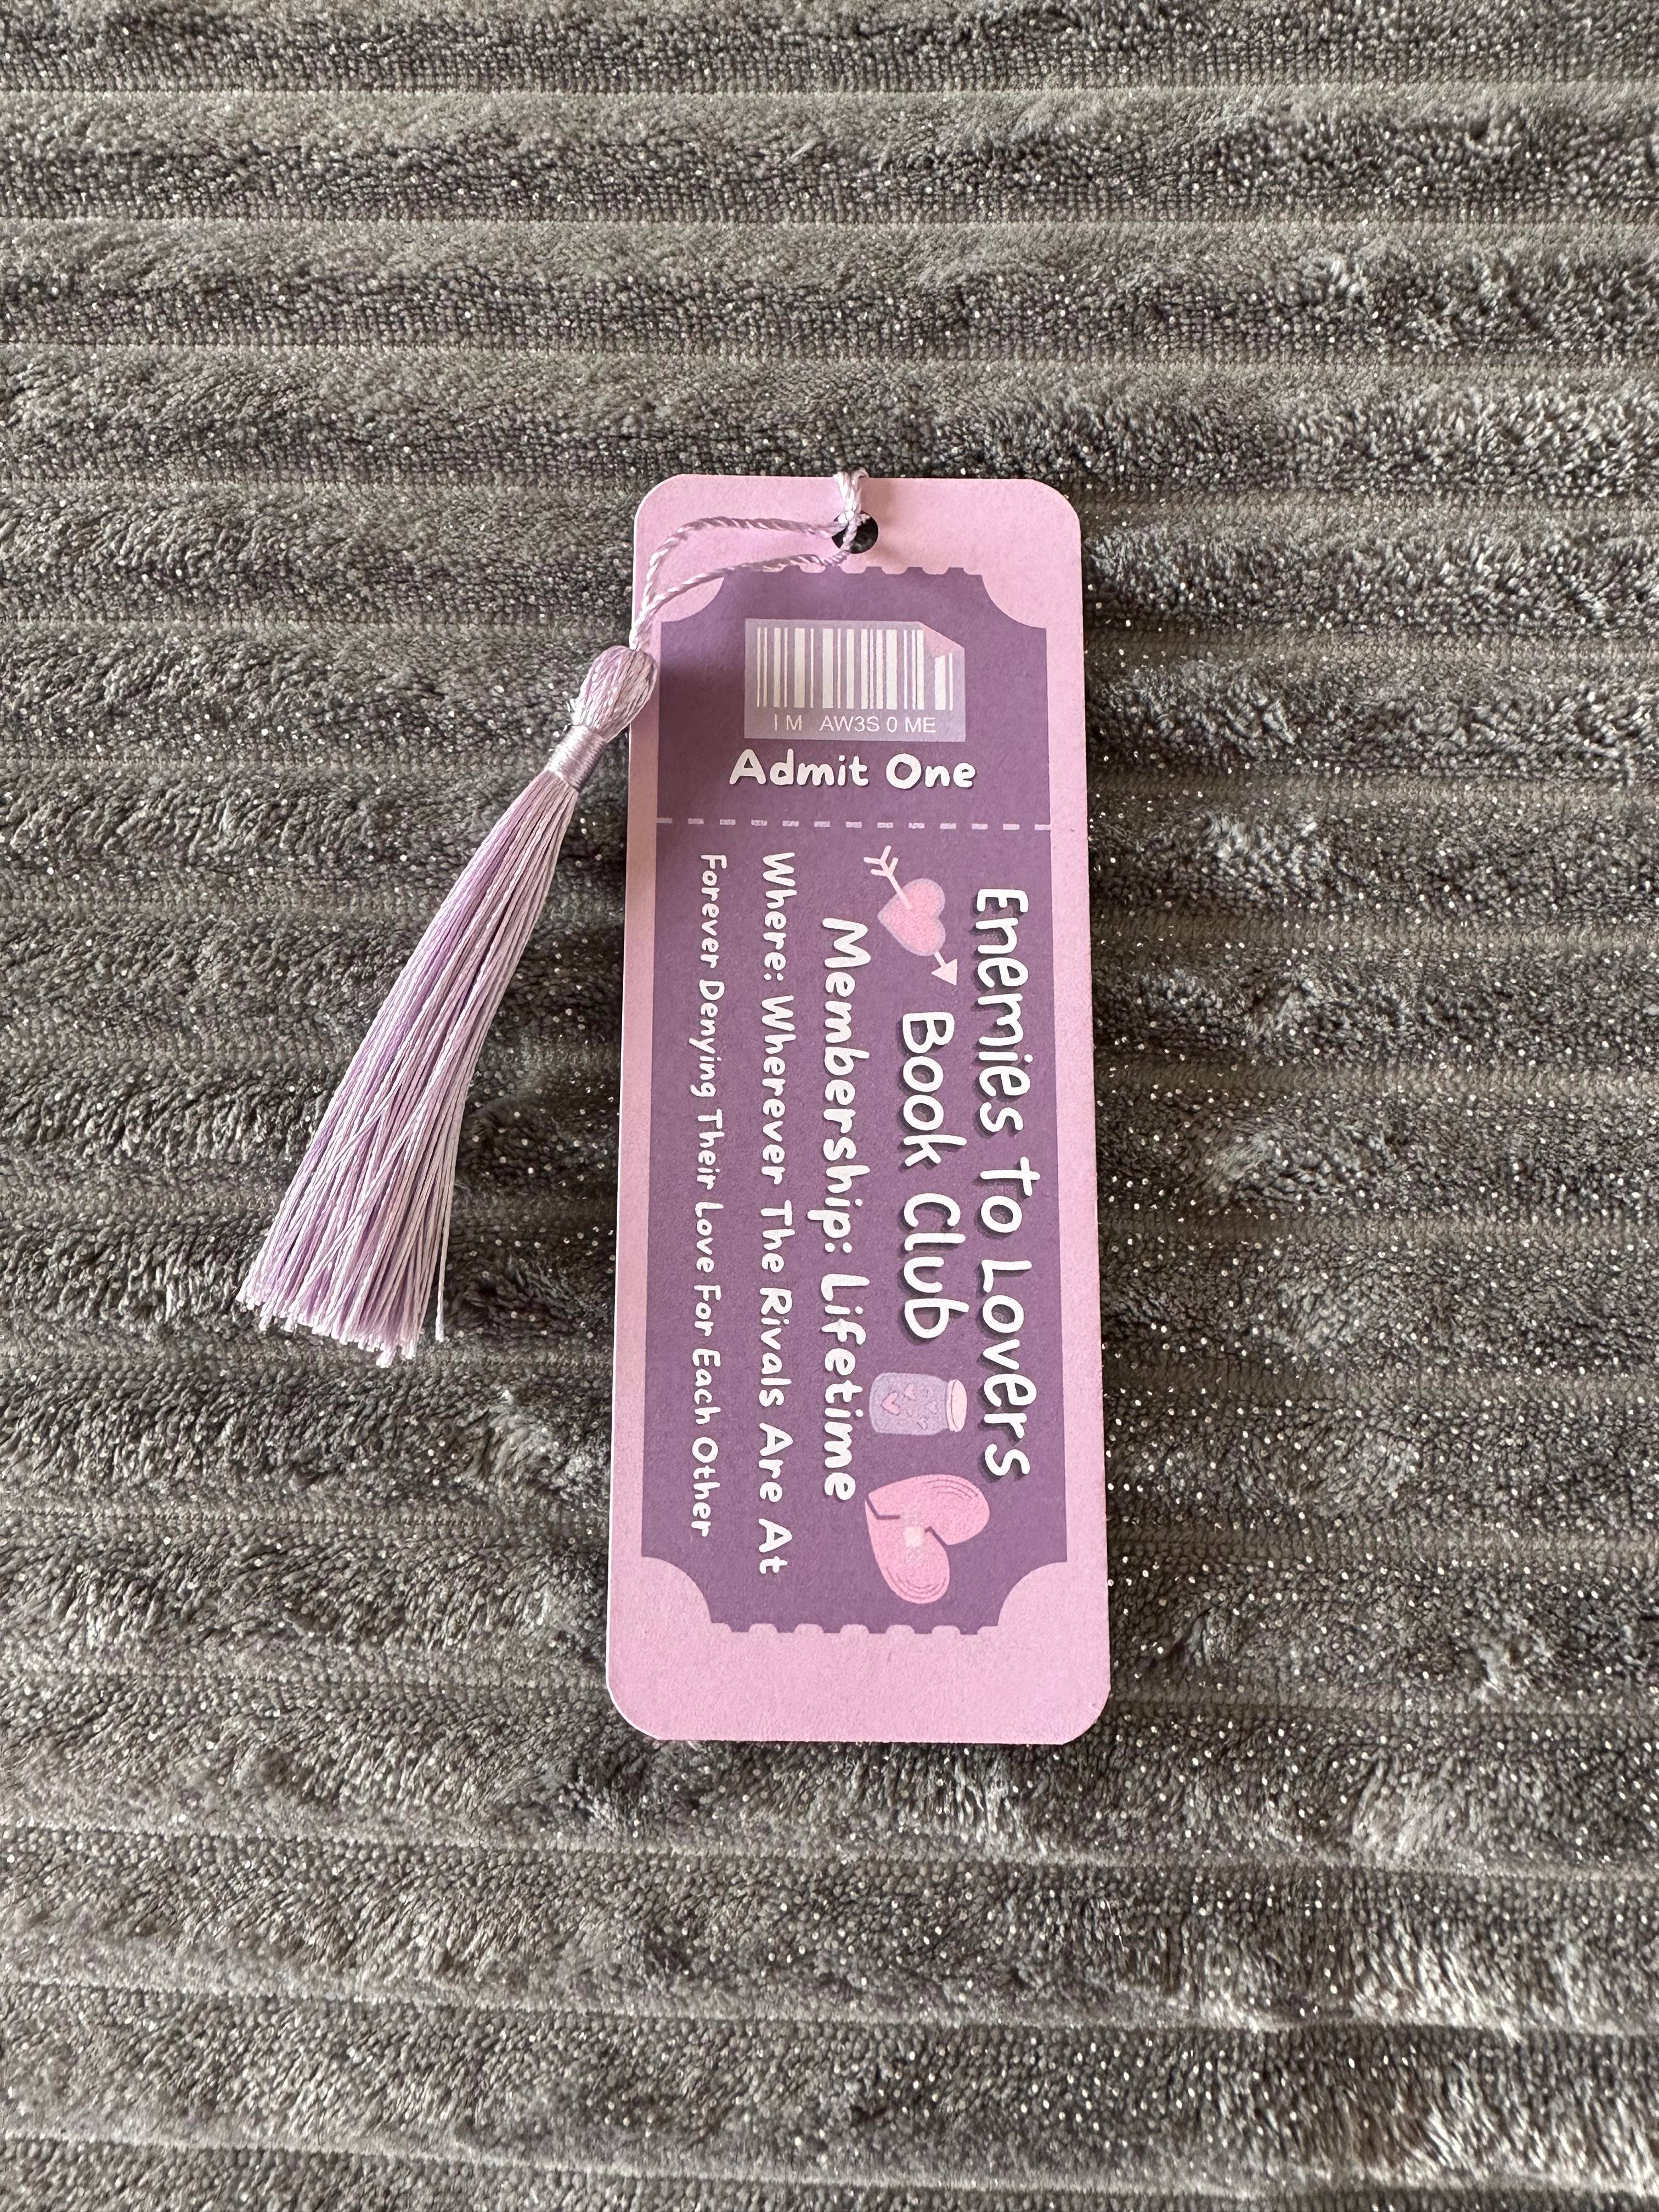 I M AW3S 0 ME
Admit One
Enemies to Lovers
Book Club
Membership: Lifetime
Where: Wherever The Rivals Are At
Forever Denying Their Love For Each Other